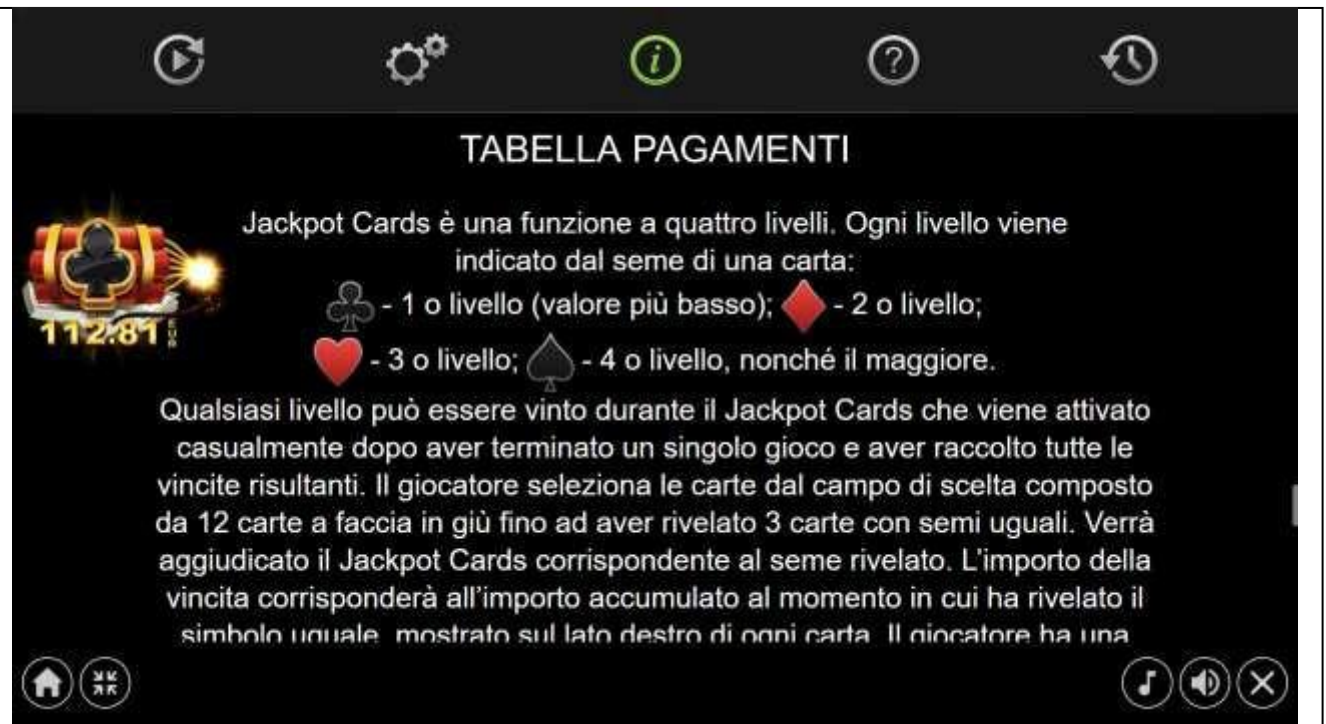 TABELLA PAGAMENTI
Jackpot Cards è una funzione a quattro livelli. Ogni livello viene
indicato dal seme di una carta:
- 1 o livello (valore più basso); - 2 o livello;
112.81 EUR
- 3 o livello; - 4 o livello, nonché il maggiore.
Qualsiasi livello può essere vinto durante il Jackpot Cards che viene attivato
casualmente dopo aver terminato un singolo gioco e aver raccolto tutte le
vincite risultanti. Il giocatore seleziona le carte dal campo di scelta composto
da 12 carte a faccia in giù fino ad aver rivelato 3 carte con semi uguali. Verrà
aggiudicato il Jackpot Cards corrispondente al seme rivelato. L'importo della
vincita corrisponderà all'importo accumulato al momento in cui ha rivelato il
simbolo uguale, mostrato sul lato destro di ogni carta. Il giocatore ha una